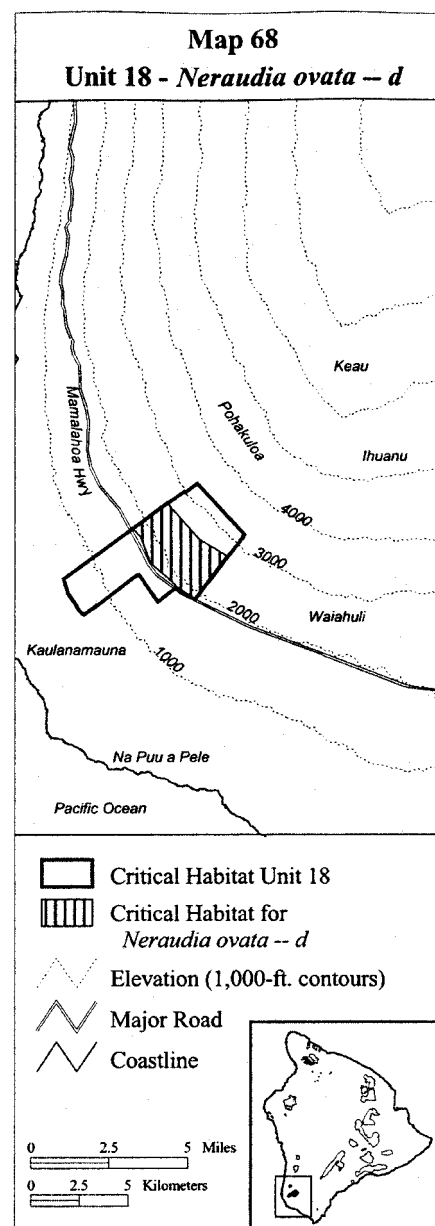 Map 68
Unit 18 - Neraudia ovata -- d
Keau
Pohakuloa
Mamalahoa Hwy
Ihuanu
4000
3000
2000
Waiahuli
1000
Kaulanamauna
Na Puu a Pele
Pacific Ocean
Critical Habitat Unit 18
Critical Habitat for
Neraudia ovata -- d
Elevation (1,000-ft. contours)
Major Road
Coastline
0 2.5 5 Miles
0 2.5 5 Kilometers